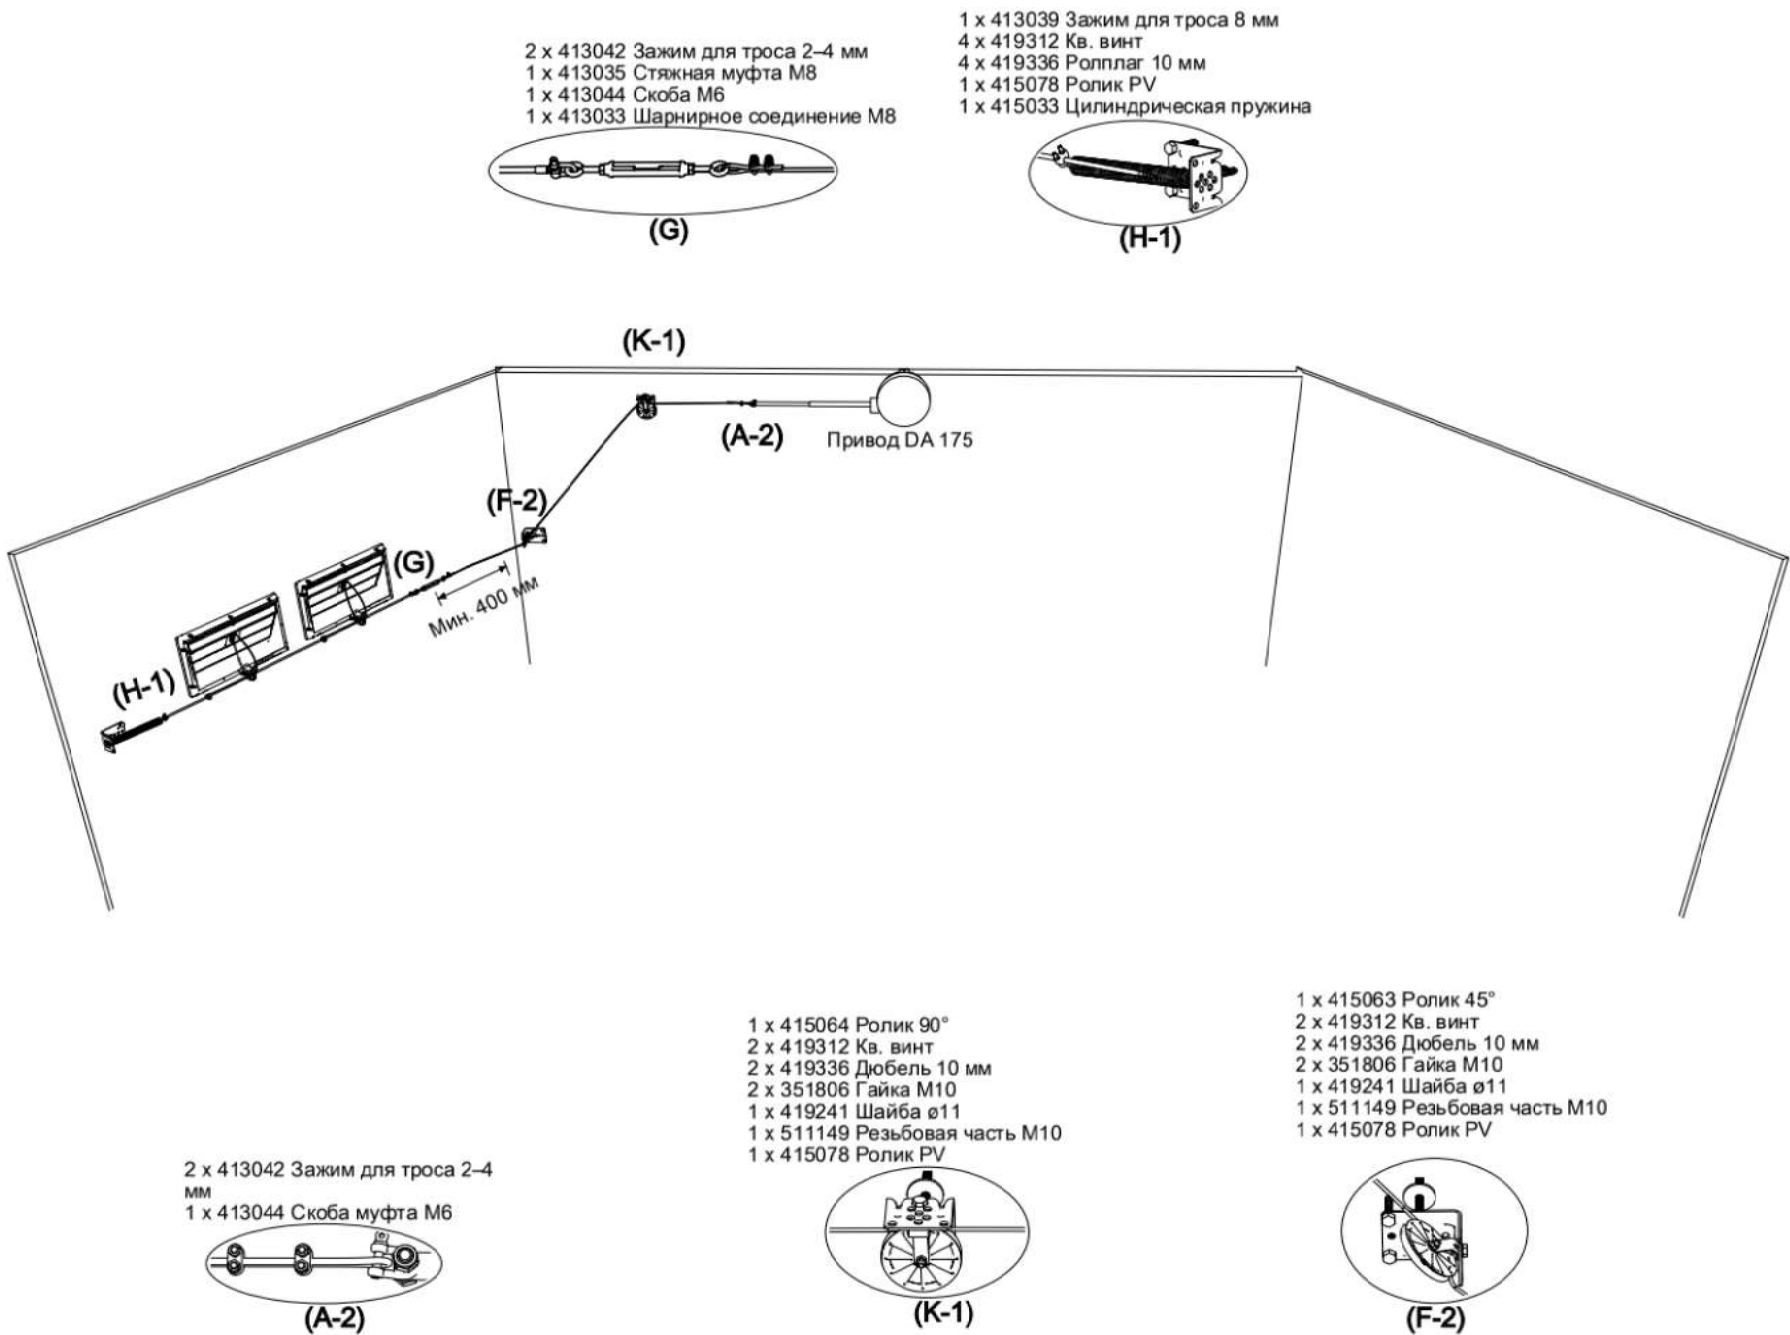 2 x 413042 Зажим для троса 2–4 мм
1 x 413035 Стяжная муфта M8
1 x 413044 Скоба M6
1 x 413033 Шарнирное соединение M8
(G)
1 x 413039 Зажим для троса 8 мм
4 x 419312 Кв. винт
4 x 419336 Ролплаг 10 мм
1 x 415078 Ролик PV
1 x 415033 Цилиндрическая пружина
(H-1)
(K-1)
(A-2)
Привод DA 175
(F-2)
(G)
Мин. 400 мм
(H-1)
2 x 413042 Зажим для троса 2–4
мм
1 x 413044 Скоба муфта M6
(A-2)
1 x 415064 Ролик 90°
2 x 419312 Кв. винт
2 x 419336 Дюбель 10 мм
2 x 351806 Гайка M10
1 x 419241 Шайба ø11
1 x 511149 Резьбовая часть M10
1 x 415078 Ролик PV
(K-1)
1 x 415063 Ролик 45°
2 x 419312 Кв. винт
2 x 419336 Дюбель 10 мм
2 x 351806 Гайка M10
1 x 419241 Шайба ø11
1 x 511149 Резьбовая часть M10
1 x 415078 Ролик PV
(F-2)